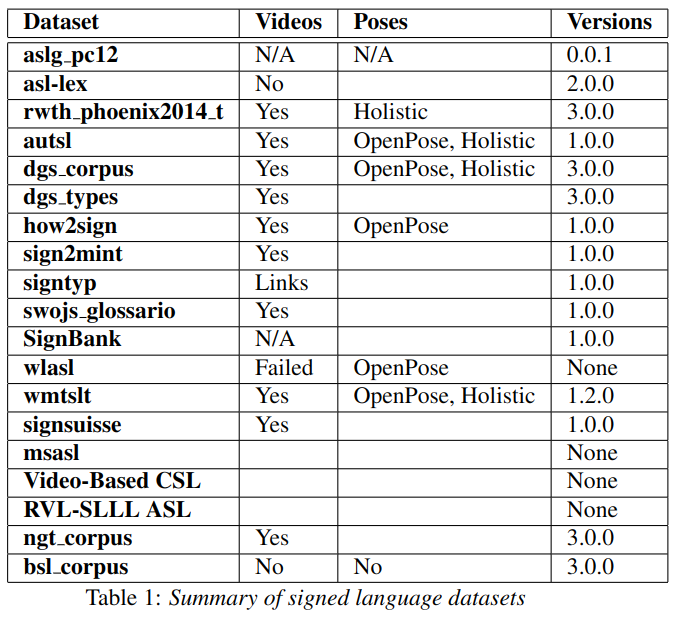 Dataset Videos Poses Versions
aslg_pc12 N/A N/A 0.0.1
asl-lex No 2.0.0
rwth_phoenix2014_t Yes Holistic 3.0.0
autsl Yes OpenPose, Holistic 1.0.0
dgs_corpus Yes OpenPose, Holistic 3.0.0
dgs_types Yes 3.0.0
how2sign Yes OpenPose 1.0.0
sign2mint Yes 1.0.0
signtyp Links 1.0.0
swojs_glossario Yes 1.0.0
SignBank N/A 1.0.0
wlasl Failed OpenPose None
wmtslt Yes OpenPose, Holistic 1.2.0
signsuisse Yes 1.0.0
msasl None
Video-Based CSL None
RVL-SLLL ASL None
ngt_corpus Yes 3.0.0
bsl_corpus No No 3.0.0
Table 1: Summary of signed language datasets